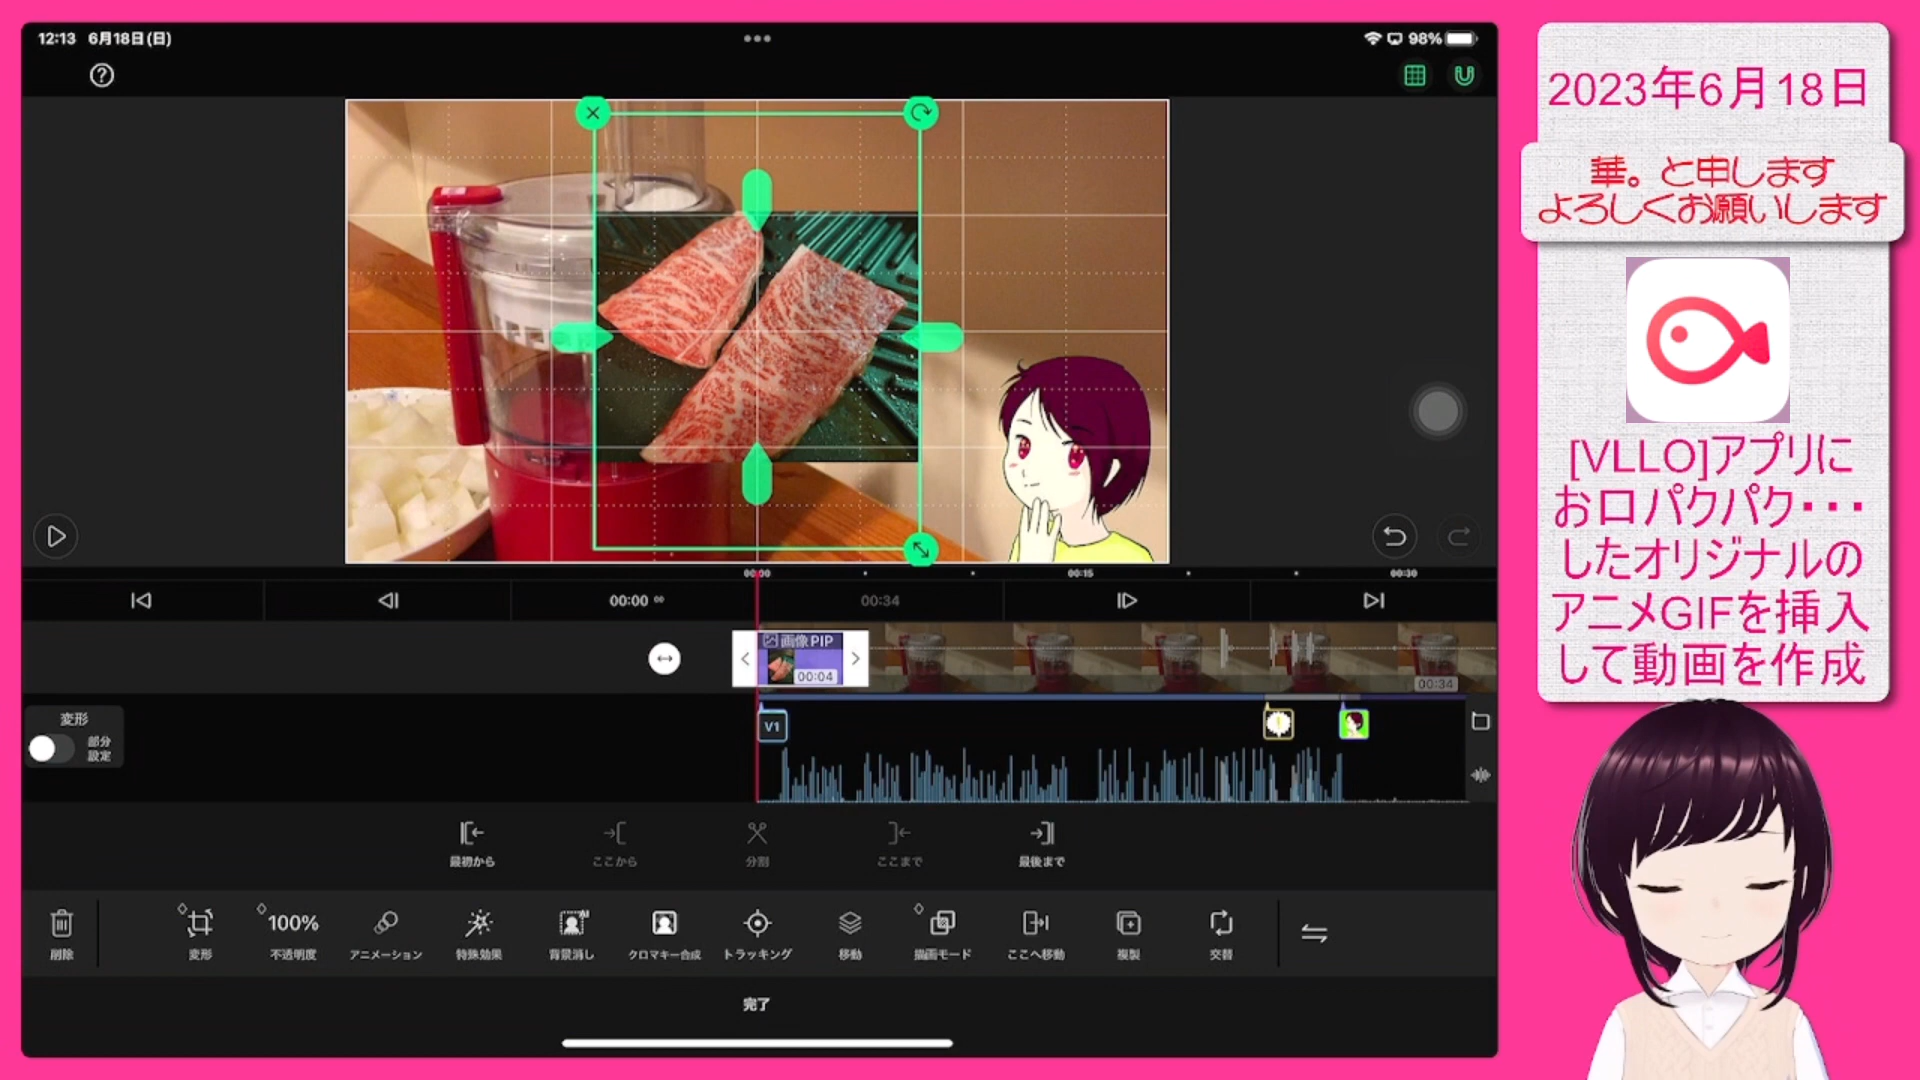 12:13 6月18日(日)
98%
2023年6月18日
華。と申します
よろしくお願いします
[VLLO]アプリに
お口パクパク・・・
したオリジナルの
アニメGIFを挿入
して動画を作成
00:00
00:15
00:30
00:00
00:34
画像PIP
00:04
00:34
変形
部分
設定
V1
最初から
ここから
分割
ここまで
最後まで
100%
削除
変形
不透明度
アニメーション
特殊効果
背景消し
クロマキー合成
トラッキング
移動
描画モード
ここへ移動
複製
交替
完了